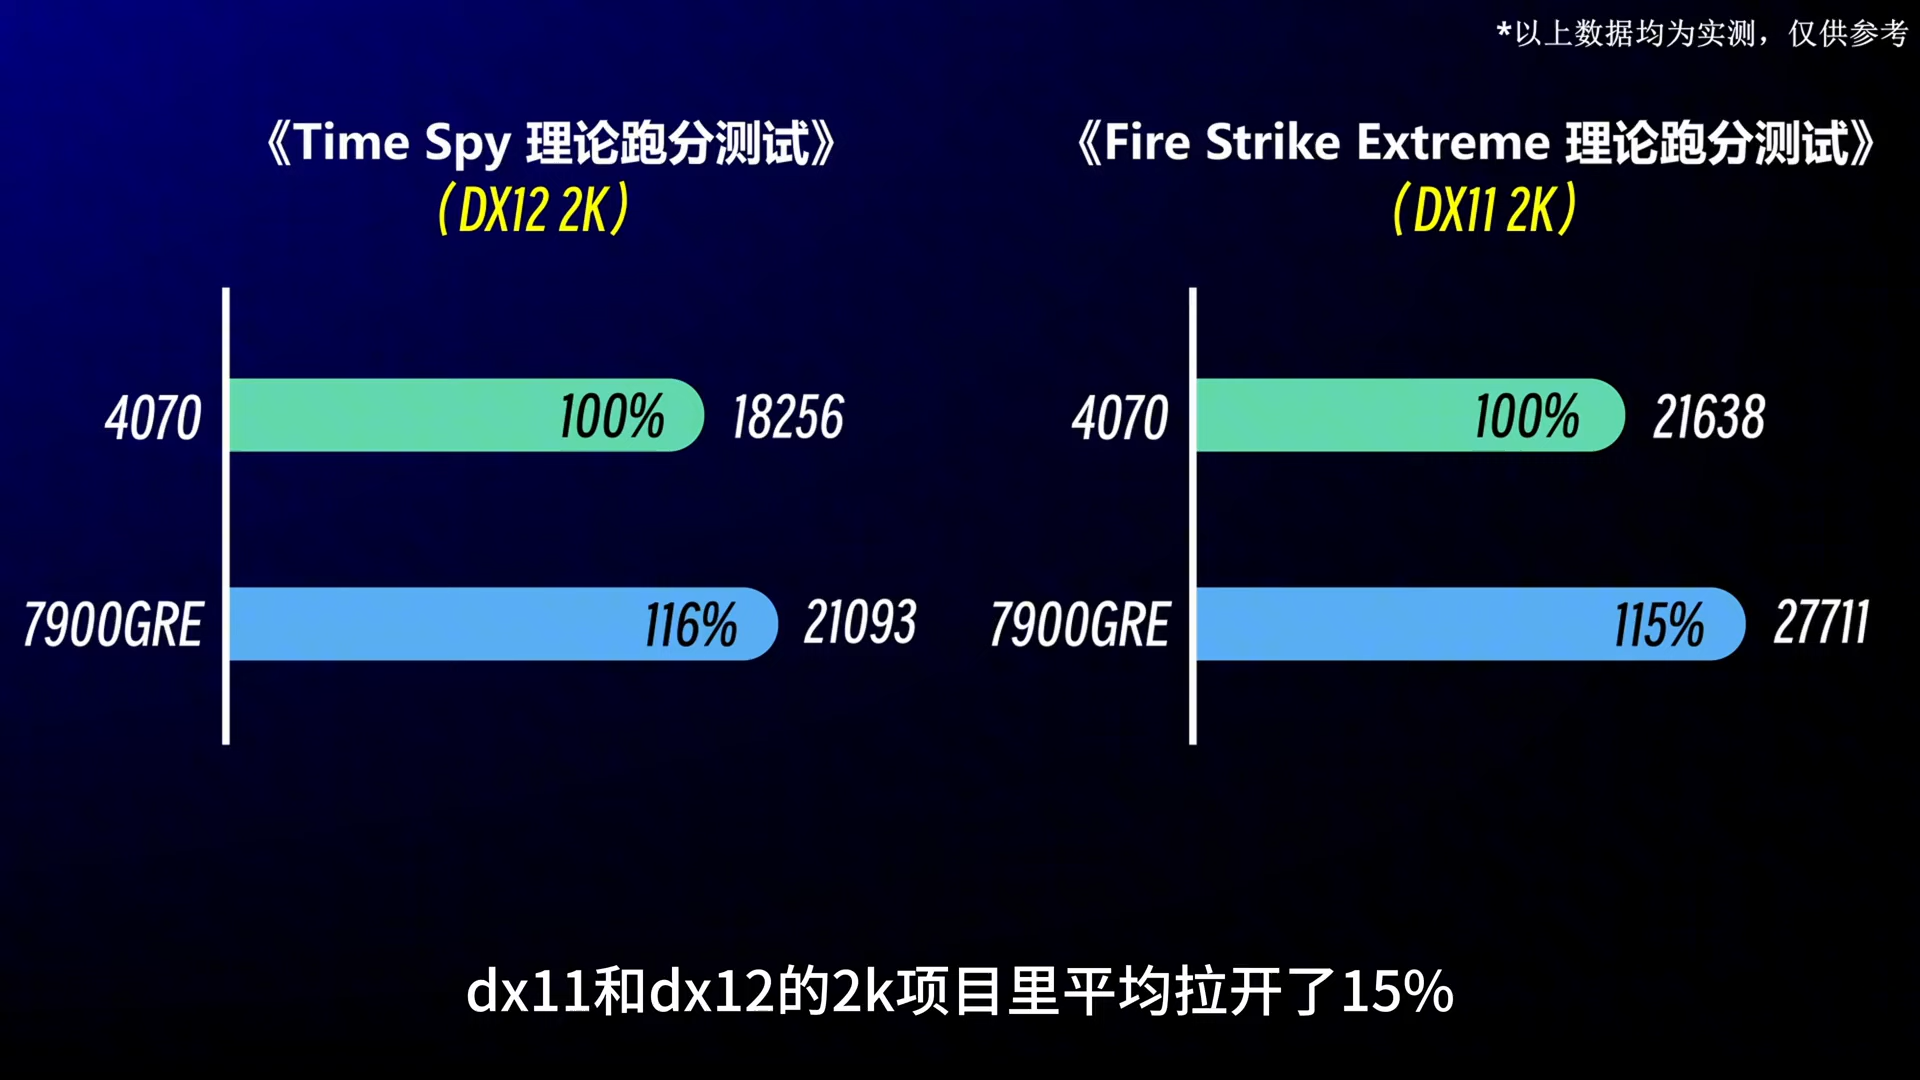 *以上数据均为实测，仅供参考
《Time Spy 理论跑分测试》
（DX12 2K）
4070 100% 18256
7900GRE 116% 21093
《Fire Strike Extreme 理论跑分测试》
（DX11 2K）
4070 100% 21638
7900GRE 115% 27711
dx11和dx12的2k项目里平均拉开了15%